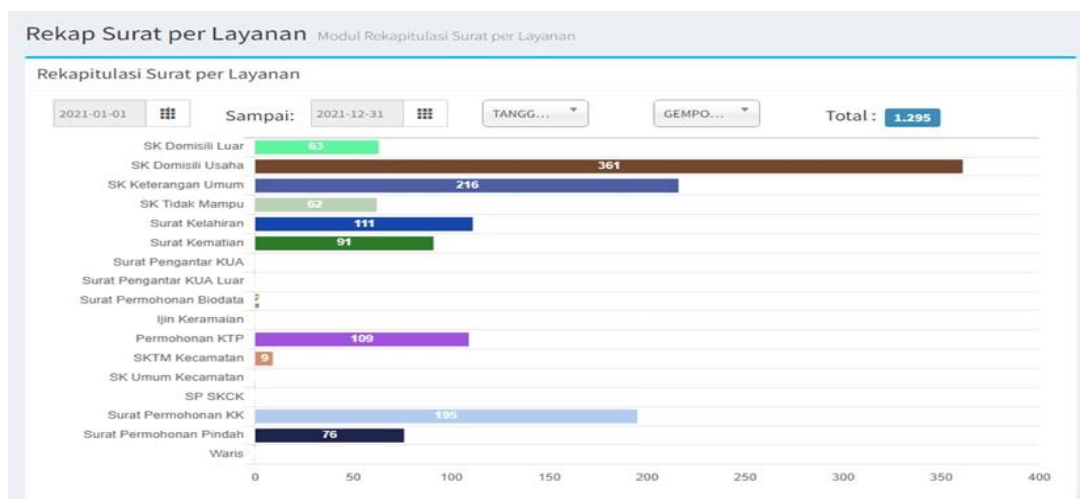 Rekap Surat per Layanan Modul Rekapitulasi Surat per Layanan
Rekapitulasi Surat per Layanan
2021-01-01 Sampai: 2021-12-31 TANGG... GEMPO... Total : 1.295
SK Domisili Luar 63
SK Domisili Usaha 361
SK Keterangan Umum 216
SK Tidak Mampu 62
Surat Kelahiran 111
Surat Kematian 91
Surat Pengantar KUA
Surat Pengantar KUA Luar
Surat Permohonan Biodata
Ijin Keramaian
Permohonan KTP 109
SKTM Kecamatan 9
SK Umum Kecamatan
SP SKCK
Surat Permohonan KK 195
Surat Permohonan Pindah 76
Waris
0 50 100 150 200 250 300 350 400